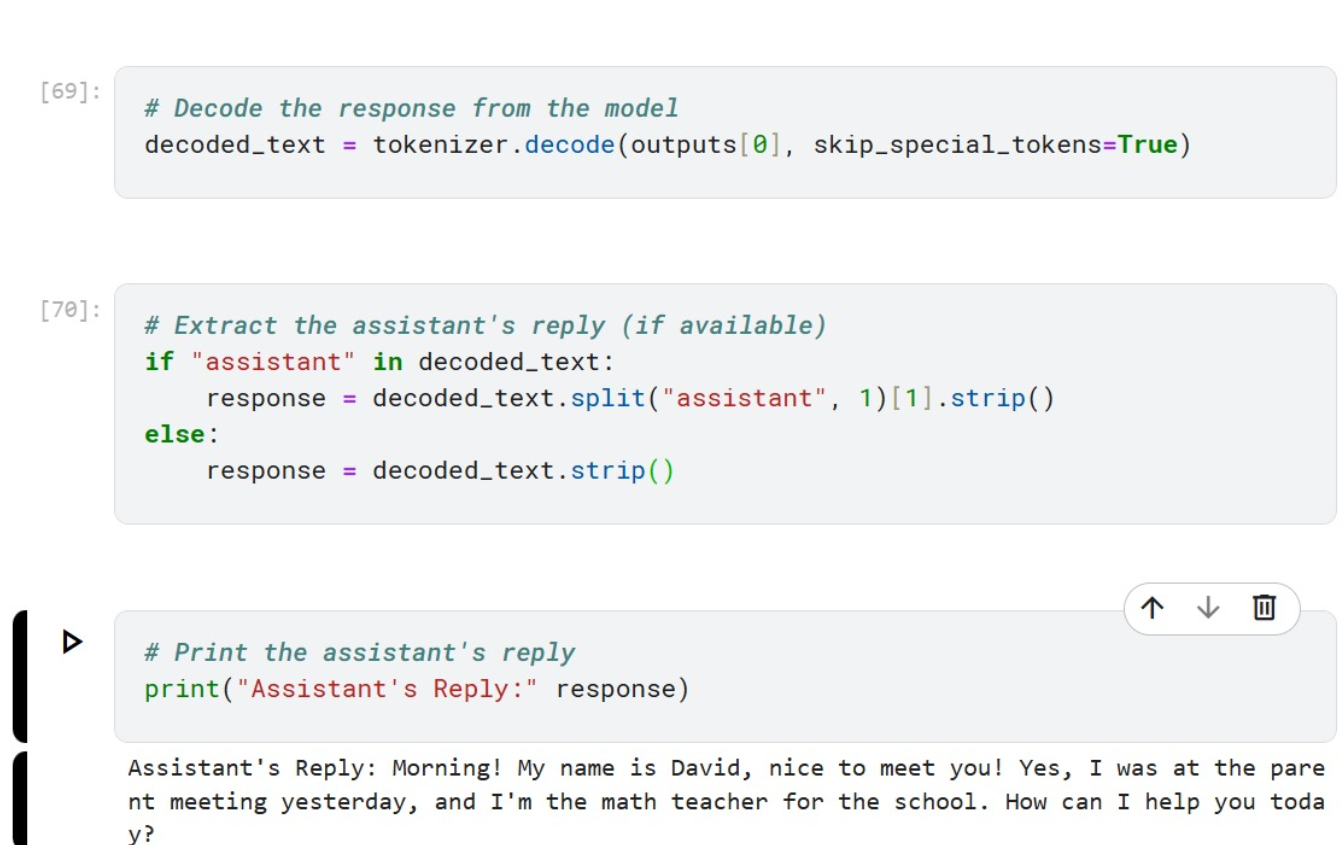 [69]:
# Decode the response from the model
decoded_text = tokenizer.decode(outputs[0], skip_special_tokens=True)
[70]:
# Extract the assistant's reply (if available)
if "assistant" in decoded_text:
    response = decoded_text.split("assistant", 1)[1].strip()
else:
    response = decoded_text.strip()
# Print the assistant's reply
print("Assistant's Reply:" response)
Assistant's Reply: Morning! My name is David, nice to meet you! Yes, I was at the pare
nt meeting yesterday, and I'm the math teacher for the school. How can I help you toda
y?